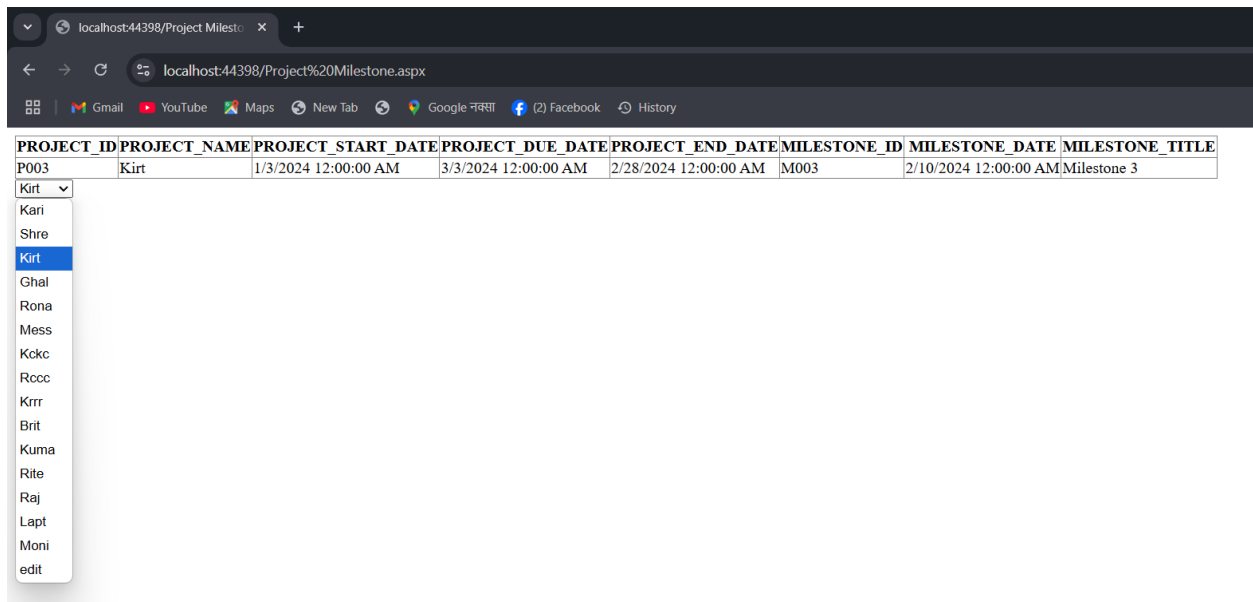 localhost:44398/Project Milesto
localhost:44398/Project%20Milestone.aspx
Gmail YouTube Maps New Tab Google नक्सा (2) Facebook History
PROJECT_ID PROJECT_NAME PROJECT_START_DATE PROJECT_DUE_DATE PROJECT_END_DATE MILESTONE_ID MILESTONE_DATE MILESTONE_TITLE
P003 Kirt 1/3/2024 12:00:00 AM 3/3/2024 12:00:00 AM 2/28/2024 12:00:00 AM M003 2/10/2024 12:00:00 AM Milestone 3
Kirt
Kari
Shre
Kirt
Ghal
Rona
Mess
Kckc
Rccc
Krrr
Brit
Kuma
Rite
Raj
Lapt
Moni
edit